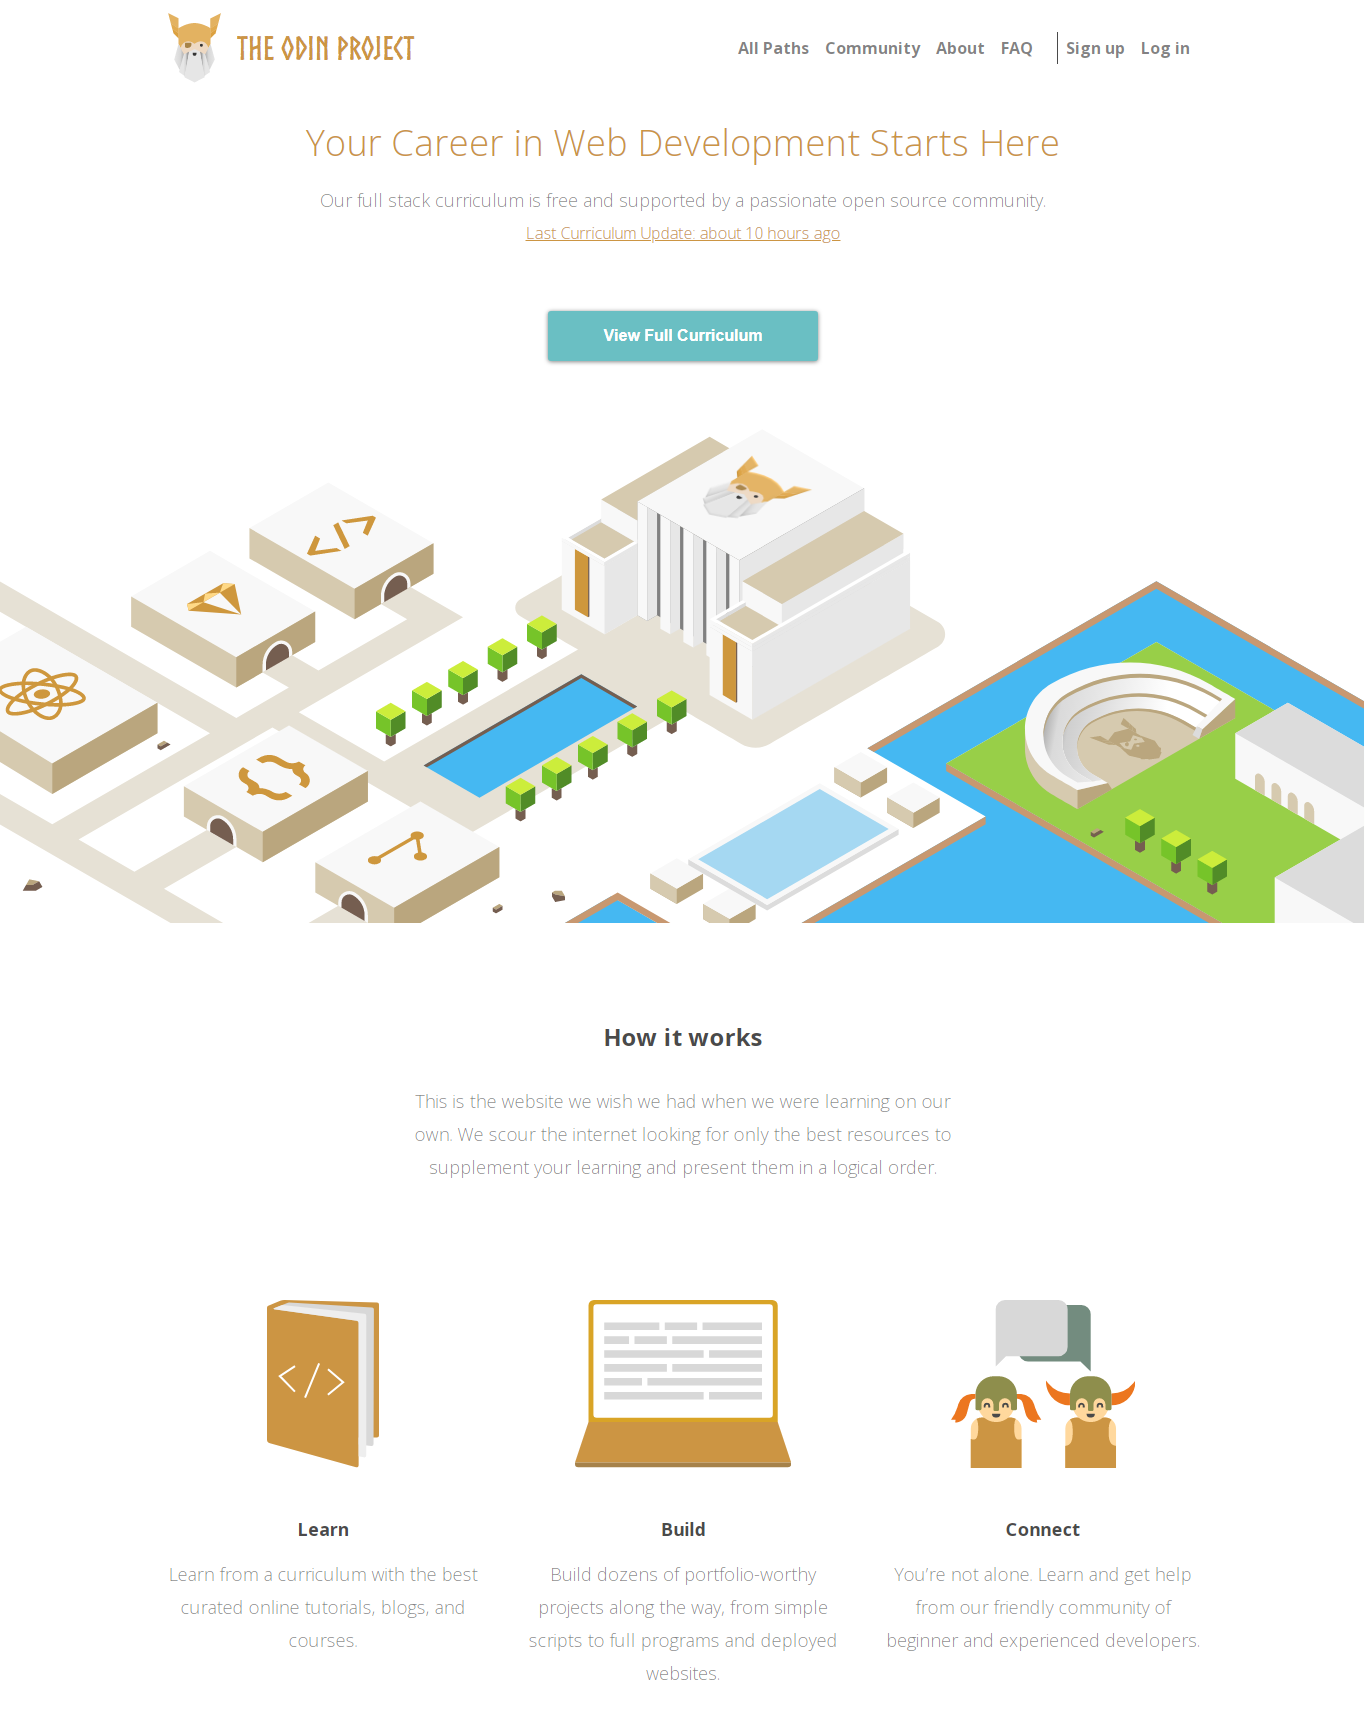 THE ODIN PROJECT
All Paths Community About FAQ Sign up Log in
Your Career in Web Development Starts Here
Our full stack curriculum is free and supported by a passionate open source community.
Last Curriculum Update: about 10 hours ago
View Full Curriculum
</>
How it works
This is the website we wish we had when we were learning on our
own. We scour the internet looking for only the best resources to
supplement your learning and present them in a logical order.
</>
Learn
Learn from a curriculum with the best
curated online tutorials, blogs, and
courses.
Build
Build dozens of portfolio-worthy
projects along the way, from simple
scripts to full programs and deployed
websites.
Connect
You’re not alone. Learn and get help
from our friendly community of
beginner and experienced developers.